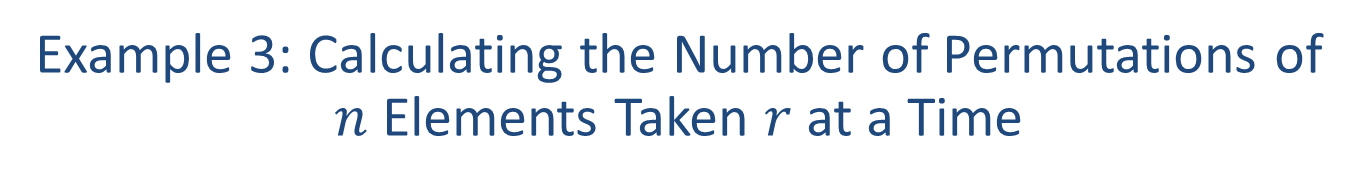 Example 3: Calculating the Number of Permutations of
n Elements Taken r at a Time